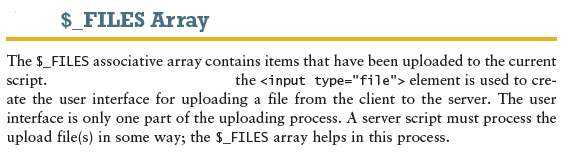 $_FILES Array
The $_FILES associative array contains items that have been uploaded to the current
script. the <input type="file"> element is used to cre-
ate the user interface for uploading a file from the client to the server. The user
interface is only one part of the uploading process. A server script must process the
upload file(s) in some way; the $_FILES array helps in this process.